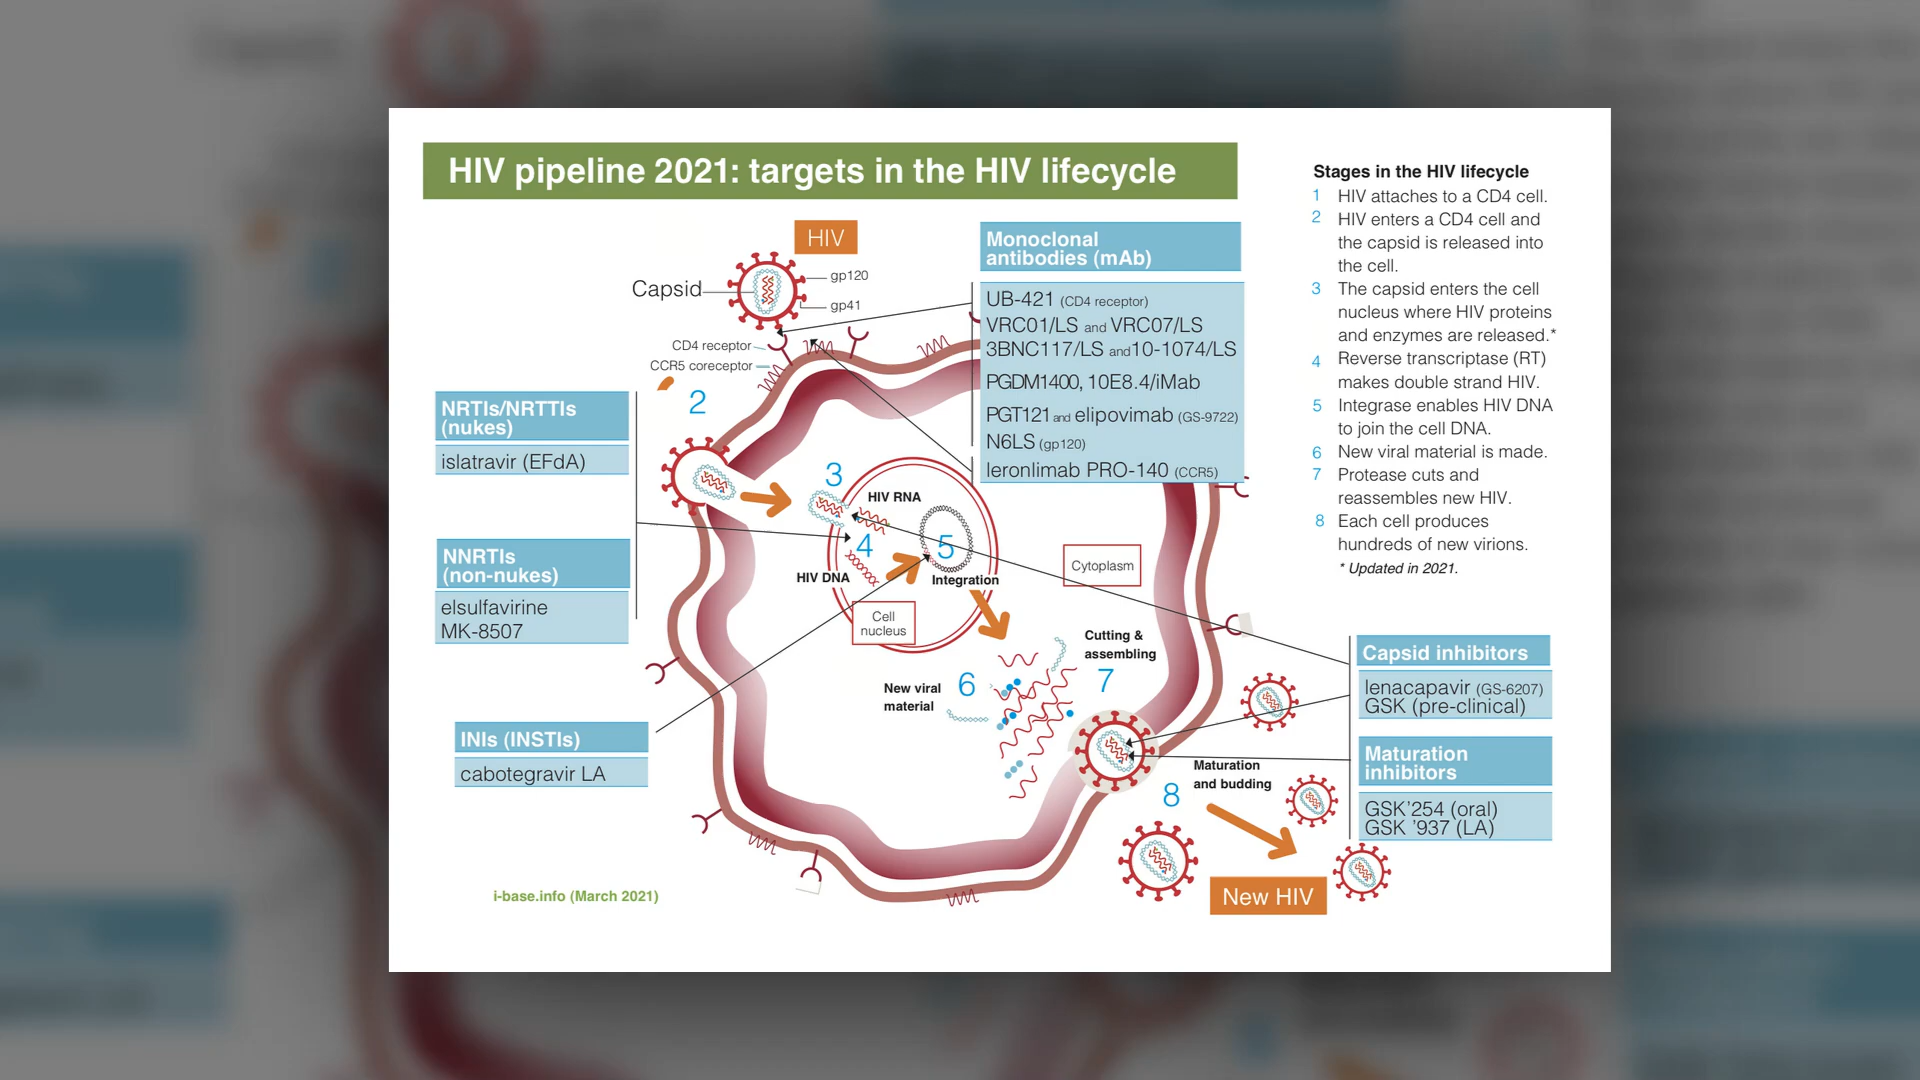 HIV pipeline 2021: targets in the HIV lifecycle
HIV
Capsid
gp120
gp41
CD4 receptor
CCR5 coreceptor
Monoclonal
antibodies (mAb)
UB-421 (CD4 receptor)
VRC01/LS and VRC07/LS
3BNC117/LS and10-1074/LS
PGDM1400, 10E8.4/iMab
PGT121 and elipovimab (GS-9722)
N6LS (gp120)
leronlimab PRO-140 (CCR5)
NRTIs/NRTTIs
(nukes)
islatravir (EFdA)
NNRTIs
(non-nukes)
elsulfavirine
MK-8507
INIs (INSTIs)
cabotegravir LA
2
3
HIV RNA
4
5
HIV DNA
Integration
Cell
nucleus
Cytoplasm
New viral
material
6
Cutting &
assembling
7
Maturation
and budding
8
New HIV
Capsid inhibitors
lenacapavir (GS-6207)
GSK (pre-clinical)
Maturation
inhibitors
GSK'254 (oral)
GSK '937 (LA)
Stages in the HIV lifecycle
1 HIV attaches to a CD4 cell.
2 HIV enters a CD4 cell and
the capsid is released into
the cell.
3 The capsid enters the cell
nucleus where HIV proteins
and enzymes are released.*
4 Reverse transcriptase (RT)
makes double strand HIV.
5 Integrase enables HIV DNA
to join the cell DNA.
6 New viral material is made.
7 Protease cuts and
reassembles new HIV.
8 Each cell produces
hundreds of new virions.
* Updated in 2021.
i-base.info (March 2021)